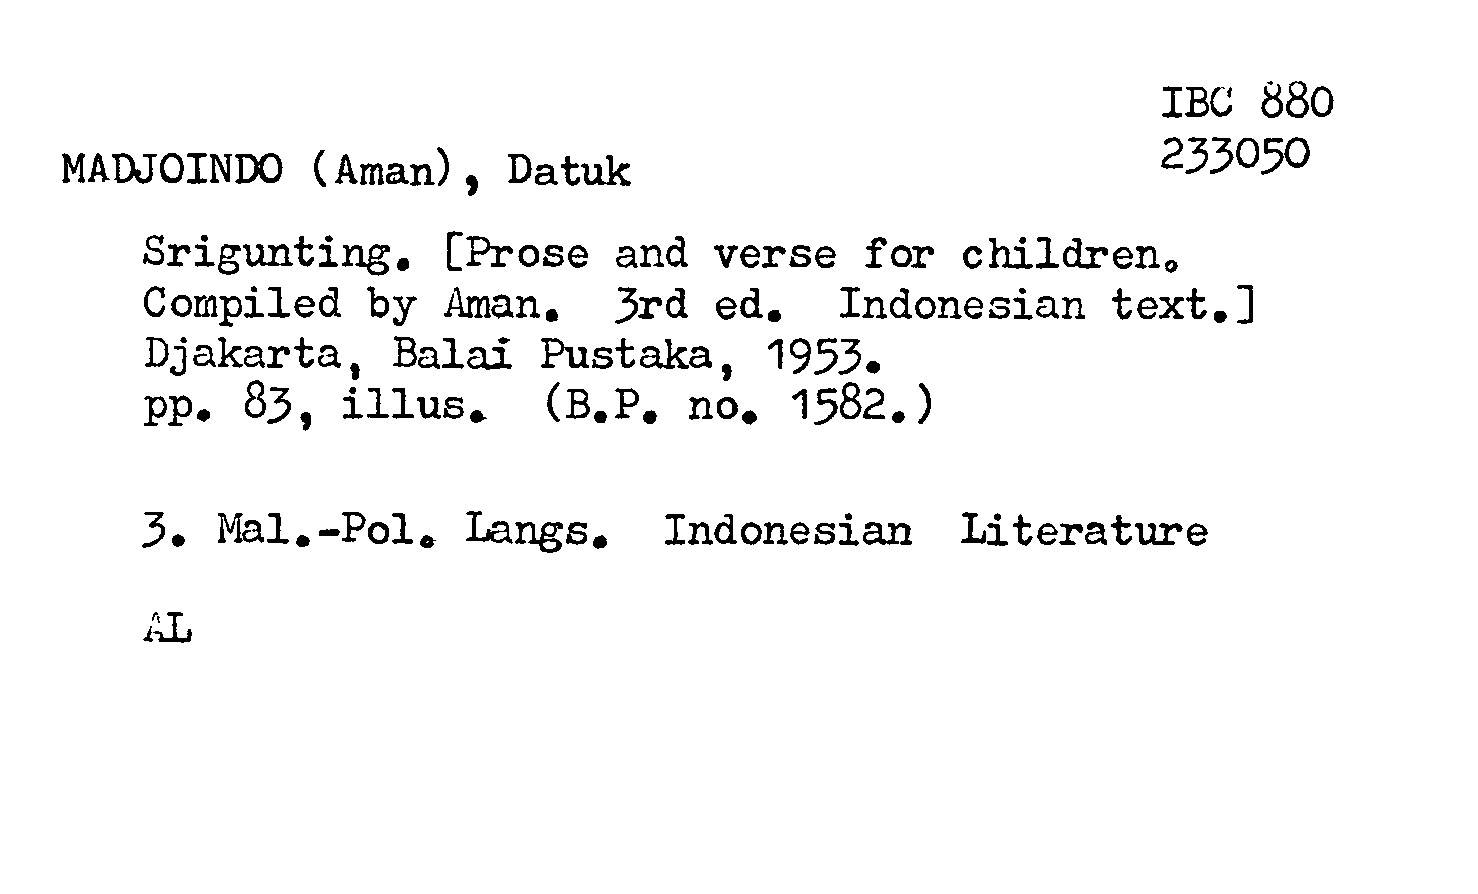 IBC 880
233050
MADJOINDO (Aman), Datuk
Srigunting. [Prose and verse for children.
Compiled by Aman. 3rd ed. Indonesian text.]
Djakarta, Balai Pustaka, 1953.
pp. 83, illus. (B.P. no. 1582.)
3. Mal.-Pol. Langs. Indonesian Literature
AL